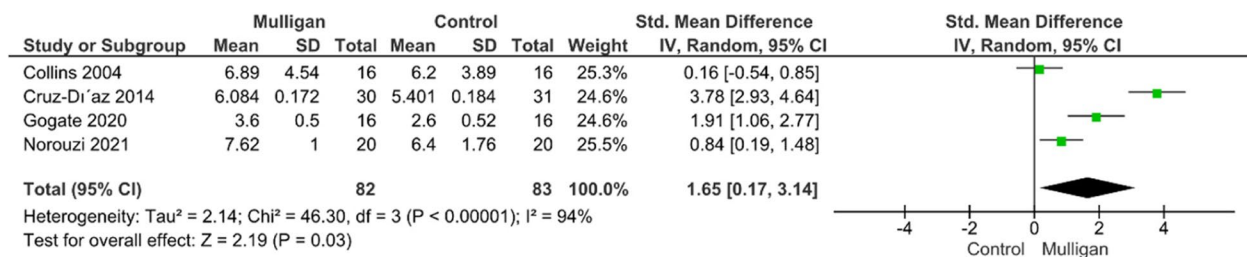 Mulligan Control Std. Mean Difference Std. Mean Difference
Study or Subgroup Mean SD Total Mean SD Total Weight IV, Random, 95% CI IV, Random, 95% CI
Collins 2004 6.89 4.54 16 6.2 3.89 16 25.3% 0.16 [-0.54, 0.85]
Cruz-Dı´az 2014 6.084 0.172 30 5.401 0.184 31 24.6% 3.78 [2.93, 4.64]
Gogate 2020 3.6 0.5 16 2.6 0.52 16 24.6% 1.91 [1.06, 2.77]
Norouzi 2021 7.62 1 20 6.4 1.76 20 25.5% 0.84 [0.19, 1.48]
Total (95% CI) 82 83 100.0% 1.65 [0.17, 3.14]
Heterogeneity: Tau² = 2.14; Chi² = 46.30, df = 3 (P < 0.00001); I² = 94%
Test for overall effect: Z = 2.19 (P = 0.03)
-4 -2 0 2 4
Control Mulligan